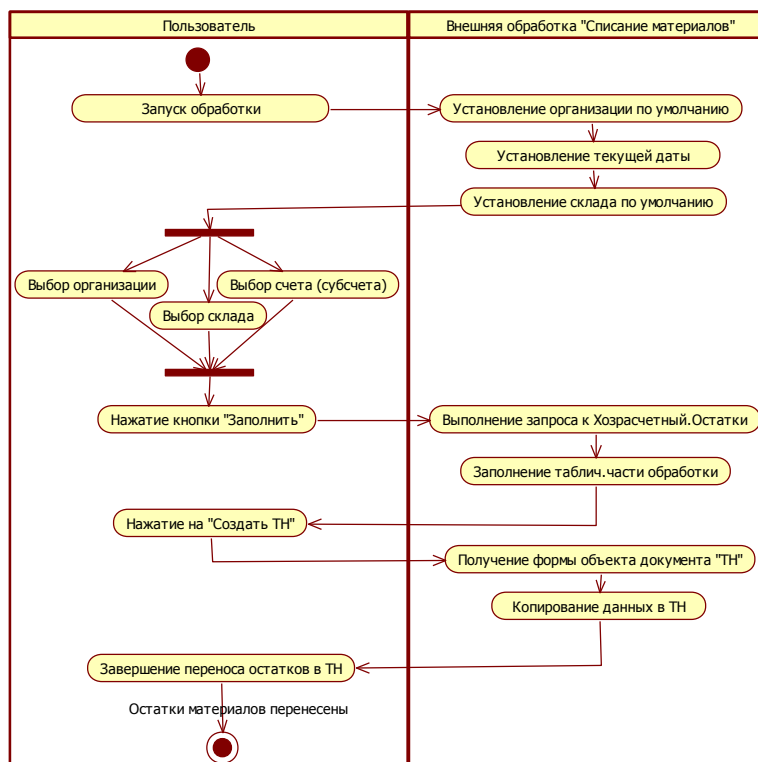 Пользователь
Внешняя обработка "Списание материалов"
Запуск обработки
Установление организации по умолчанию
Установление текущей даты
Установление склада по умолчанию
Выбор организации
Выбор счета (субсчета)
Выбор склада
Нажатие кнопки "Заполнить"
Выполнение запроса к Хозрасчетный.Остатки
Заполнение таблич.части обработки
Нажатие на "Создать ТН"
Получение формы объекта документа "ТН"
Копирование данных в ТН
Завершение переноса остатков в ТН
Остатки материалов перенесены